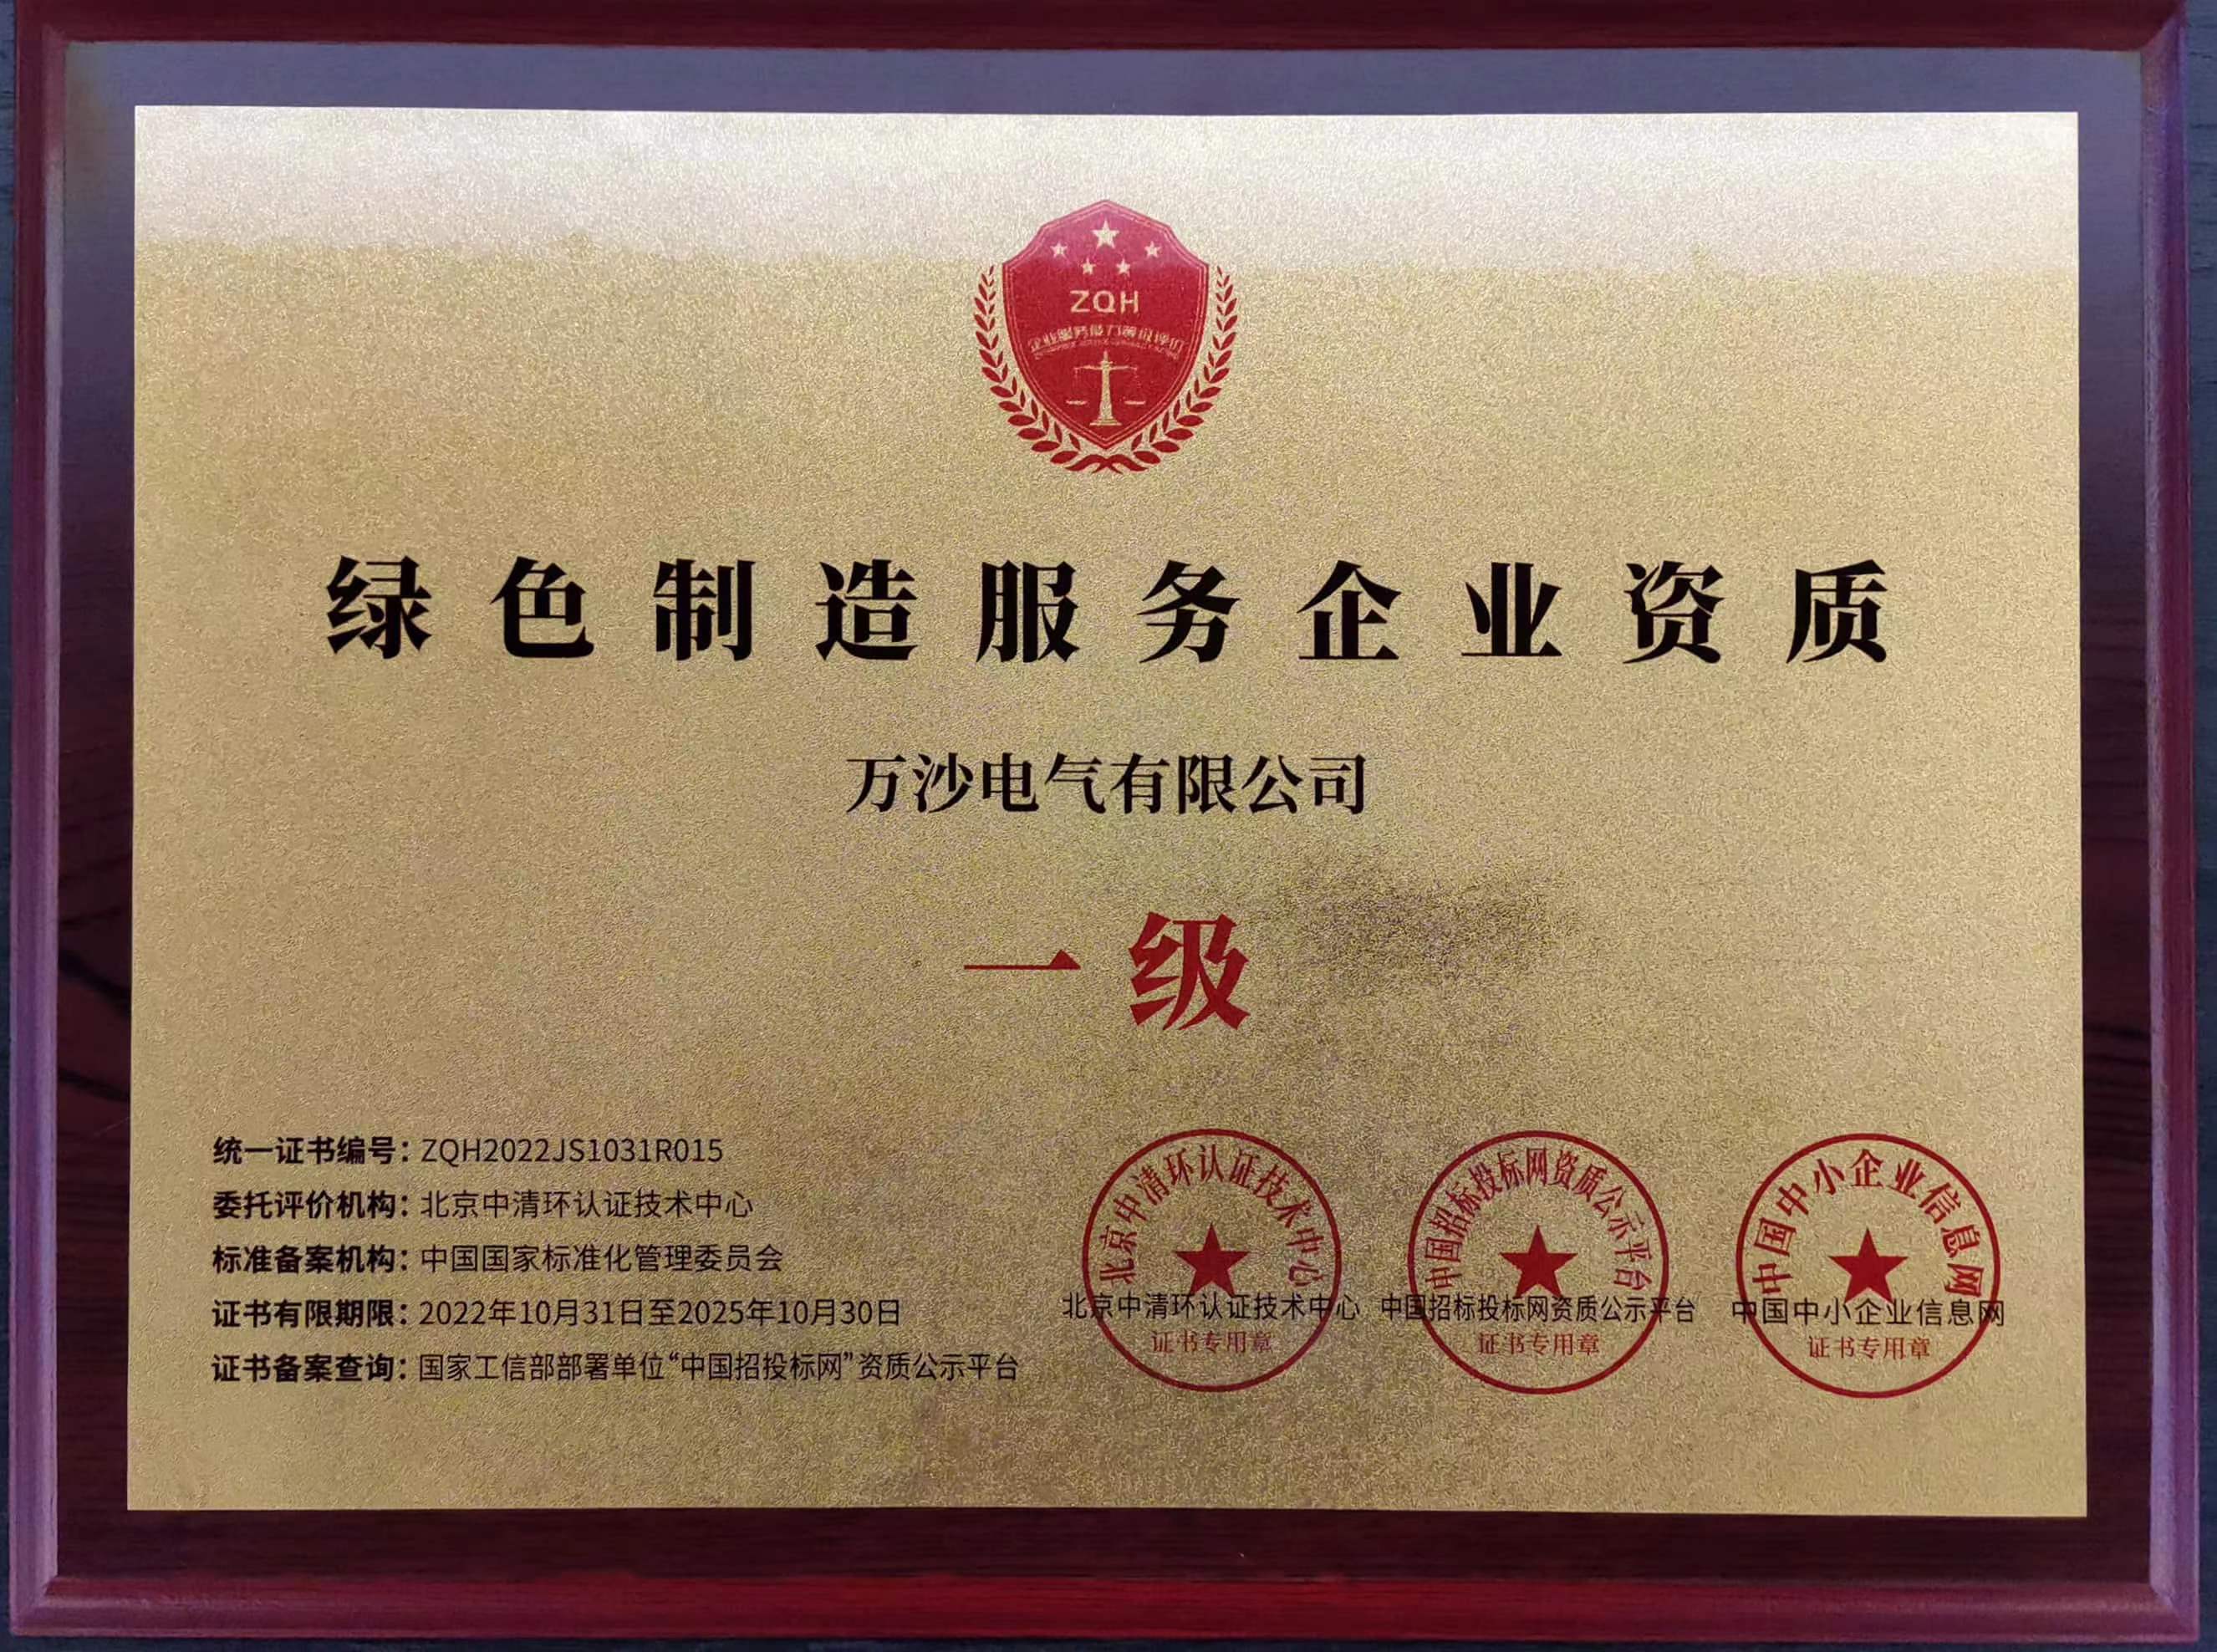 ZQH
绿色制造服务企业资质
万沙电气有限公司
一级
统一证书编号：ZQH2022JS1031R015
委托评价机构：北京中清环认证技术中心
标准备案机构：中国国家标准化管理委员会
证书有限期限：2022年10月31日至2025年10月30日
证书备案查询：国家工信部部署单位“中国招投标网”资质公示平台
北京中清环认证技术中心
北京中清环认证技术中心
证书专用章
中国招标投标网资质公示平台
中国招标投标网资质公示平台
证书专用章
中国中小企业信息网
中国中小企业信息网
证书专用章